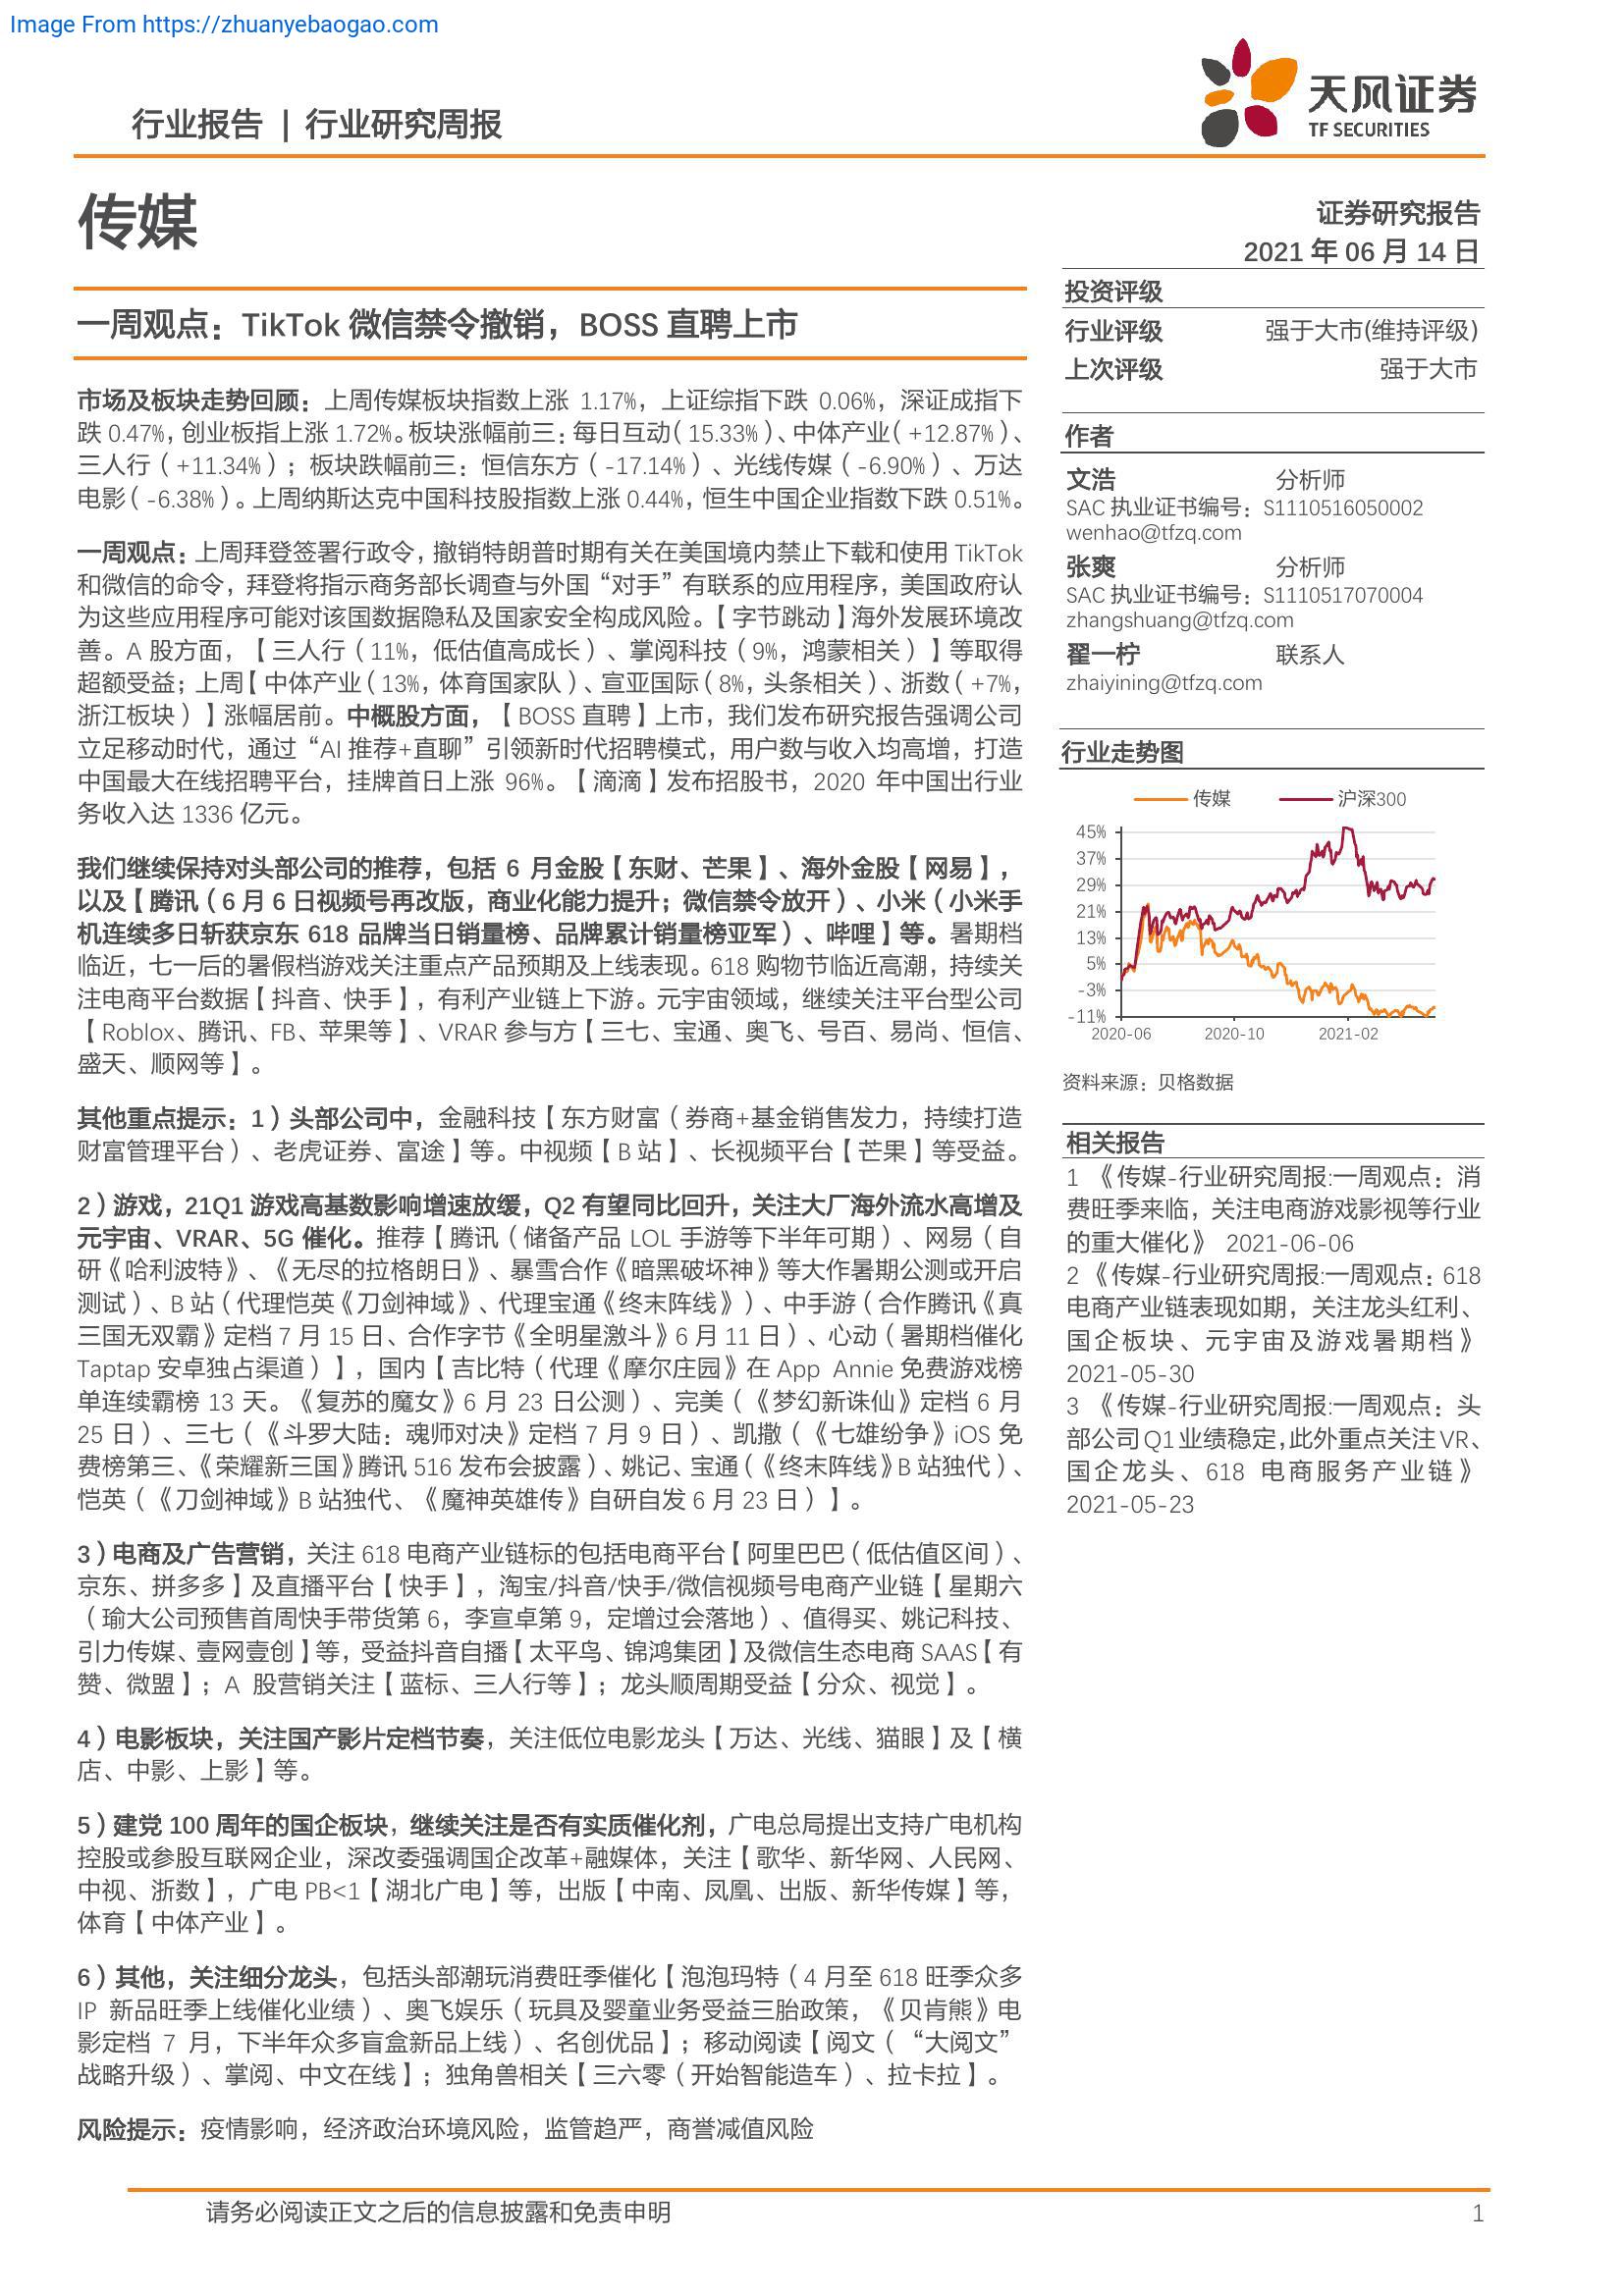 Image From https://zhuanyebaogao.com
行业报告 | 行业研究周报
天风证券
TF SECURITIES
传媒
证券研究报告
2021 年 06 月 14 日
一周观点：TikTok 微信禁令撤销，BOSS 直聘上市
市场及板块走势回顾：上周传媒板块指数上涨 1.17%，上证综指下跌 0.06%，深证成指下
跌 0.47%，创业板指上涨 1.72%。板块涨幅前三：每日互动（15.33%）、中体产业（+12.87%）、
三人行（+11.34%）；板块跌幅前三：恒信东方（-17.14%）、光线传媒（-6.90%）、万达
电影（-6.38%）。上周纳斯达克中国科技股指数上涨 0.44%，恒生中国企业指数下跌 0.51%。
一周观点：上周拜登签署行政令，撤销特朗普时期有关在美国境内禁止下载和使用 TikTok
和微信的命令，拜登将指示商务部长调查与外国“对手”有联系的应用程序，美国政府认
为这些应用程序可能对该国数据隐私及国家安全构成风险。【字节跳动】海外发展环境改
善。A 股方面，【三人行（11%，低估值高成长）、掌阅科技（9%，鸿蒙相关）】等取得
超额受益；上周【中体产业（13%，体育国家队）、宣亚国际（8%，头条相关）、浙数（+7%，
浙江板块）】涨幅居前。中概股方面，【BOSS 直聘】上市，我们发布研究报告强调公司
立足移动时代，通过“AI 推荐+直聊”引领新时代招聘模式，用户数与收入均高增，打造
中国最大在线招聘平台，挂牌首日上涨 96%。【滴滴】发布招股书，2020 年中国出行业
务收入达 1336 亿元。
我们继续保持对头部公司的推荐，包括 6 月金股【东财、芒果】、海外金股【网易】，
以及【腾讯（6 月 6 日视频号再改版，商业化能力提升；微信禁令放开）、小米（小米手
机连续多日斩获京东 618 品牌当日销量榜、品牌累计销量榜亚军）、哔哩】等。暑期档
临近，七一后的暑假档游戏关注重点产品预期及上线表现。618 购物节临近高潮，持续关
注电商平台数据【抖音、快手】，有利产业链上下游。元宇宙领域，继续关注平台型公司
【Roblox、腾讯、FB、苹果等】、VRAR 参与方【三七、宝通、奥飞、号百、易尚、恒信、
盛天、顺网等】。
其他重点提示：1）头部公司中，金融科技【东方财富（券商+基金销售发力，持续打造
财富管理平台）、老虎证券、富途】等。中视频【B 站】、长视频平台【芒果】等受益。
2）游戏，21Q1 游戏高基数影响增速放缓，Q2 有望同比回升，关注大厂海外流水高增及
元宇宙、VRAR、5G 催化。推荐【腾讯（储备产品 LOL 手游等下半年可期）、网易（自
研《哈利波特》、《无尽的拉格朗日》、暴雪合作《暗黑破坏神》等大作暑期公测或开启
测试）、B 站（代理恺英《刀剑神域》、代理宝通《终末阵线》）、中手游（合作腾讯《真
三国无双霸》定档 7 月 15 日、合作字节《全明星激斗》6 月 11 日）、心动（暑期档催化
Taptap 安卓独占渠道）】，国内【吉比特（代理《摩尔庄园》在 App Annie 免费游戏榜
单连续霸榜 13 天。《复苏的魔女》6 月 23 日公测）、完美（《梦幻新诛仙》定档 6 月
25 日）、三七（《斗罗大陆：魂师对决》定档 7 月 9 日）、凯撒（《七雄纷争》iOS 免
费榜第三、《荣耀新三国》腾讯 516 发布会披露）、姚记、宝通（《终末阵线》B 站独代）、
恺英（《刀剑神域》B 站独代、《魔神英雄传》自研自发 6 月 23 日）】。
3）电商及广告营销，关注 618 电商产业链标的包括电商平台【阿里巴巴（低估值区间）、
京东、拼多多】及直播平台【快手】，淘宝/抖音/快手/微信视频号电商产业链【星期六
（瑜大公司预售首周快手带货第 6，李宣卓第 9，定增过会落地）、值得买、姚记科技、
引力传媒、壹网壹创】等，受益抖音自播【太平鸟、锦鸿集团】及微信生态电商 SAAS【有
赞、微盟】；A 股营销关注【蓝标、三人行等】；龙头顺周期受益【分众、视觉】。
4）电影板块，关注国产影片定档节奏，关注低位电影龙头【万达、光线、猫眼】及【横
店、中影、上影】等。
5）建党 100 周年的国企板块，继续关注是否有实质催化剂，广电总局提出支持广电机构
控股或参股互联网企业，深改委强调国企改革+融媒体，关注【歌华、新华网、人民网、
中视、浙数】，广电 PB<1【湖北广电】等，出版【中南、凤凰、出版、新华传媒】等，
体育【中体产业】。
6）其他，关注细分龙头，包括头部潮玩消费旺季催化【泡泡玛特（4 月至 618 旺季众多
IP 新品旺季上线催化业绩）、奥飞娱乐（玩具及婴童业务受益三胎政策，《贝肯熊》电
影定档 7 月，下半年众多盲盒新品上线）、名创优品】；移动阅读【阅文（“大阅文”
战略升级）、掌阅、中文在线】；独角兽相关【三六零（开始智能造车）、拉卡拉】。
风险提示：疫情影响，经济政治环境风险，监管趋严，商誉减值风险
投资评级
行业评级 强于大市(维持评级)
上次评级 强于大市
作者
文浩 分析师
SAC 执业证书编号：S1110516050002
wenhao@tfzq.com
张爽 分析师
SAC 执业证书编号：S1110517070004
zhangshuang@tfzq.com
翟一柠 联系人
zhaiyining@tfzq.com
行业走势图
传媒 沪深300
45%
37%
29%
21%
13%
5%
-3%
-11%
2020-06 2020-10 2021-02
资料来源：贝格数据
相关报告
1 《传媒-行业研究周报:一周观点：消
费旺季来临，关注电商游戏影视等行业
的重大催化》 2021-06-06
2 《传媒-行业研究周报:一周观点：618
电商产业链表现如期，关注龙头红利、
国企板块、元宇宙及游戏暑期档》
2021-05-30
3 《传媒-行业研究周报:一周观点：头
部公司 Q1 业绩稳定，此外重点关注 VR、
国企龙头、618 电商服务产业链》
2021-05-23
请务必阅读正文之后的信息披露和免责申明 1